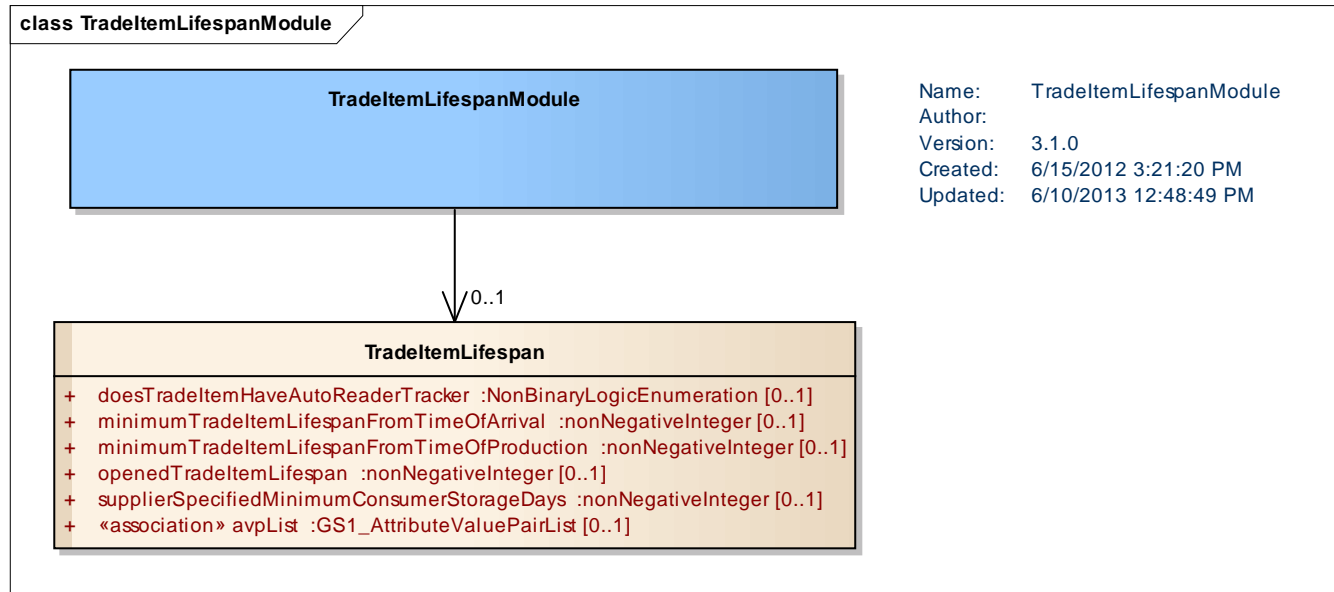 class TradeItemLifespanModule
TradeItemLifespanModule
Name: TradeItemLifespanModule
Author:
Version: 3.1.0
Created: 6/15/2012 3:21:20 PM
Updated: 6/10/2013 12:48:49 PM
0..1
TradeItemLifespan
+ doesTradeItemHaveAutoReaderTracker :NonBinaryLogicEnumeration [0..1]
+ minimumTradeItemLifespanFromTimeOfArrival :nonNegativeInteger [0..1]
+ minimumTradeItemLifespanFromTimeOfProduction :nonNegativeInteger [0..1]
+ openedTradeItemLifespan :nonNegativeInteger [0..1]
+ supplierSpecifiedMinimumConsumerStorageDays :nonNegativeInteger [0..1]
+ «association» avpList :GS1_AttributeValuePairList [0..1]